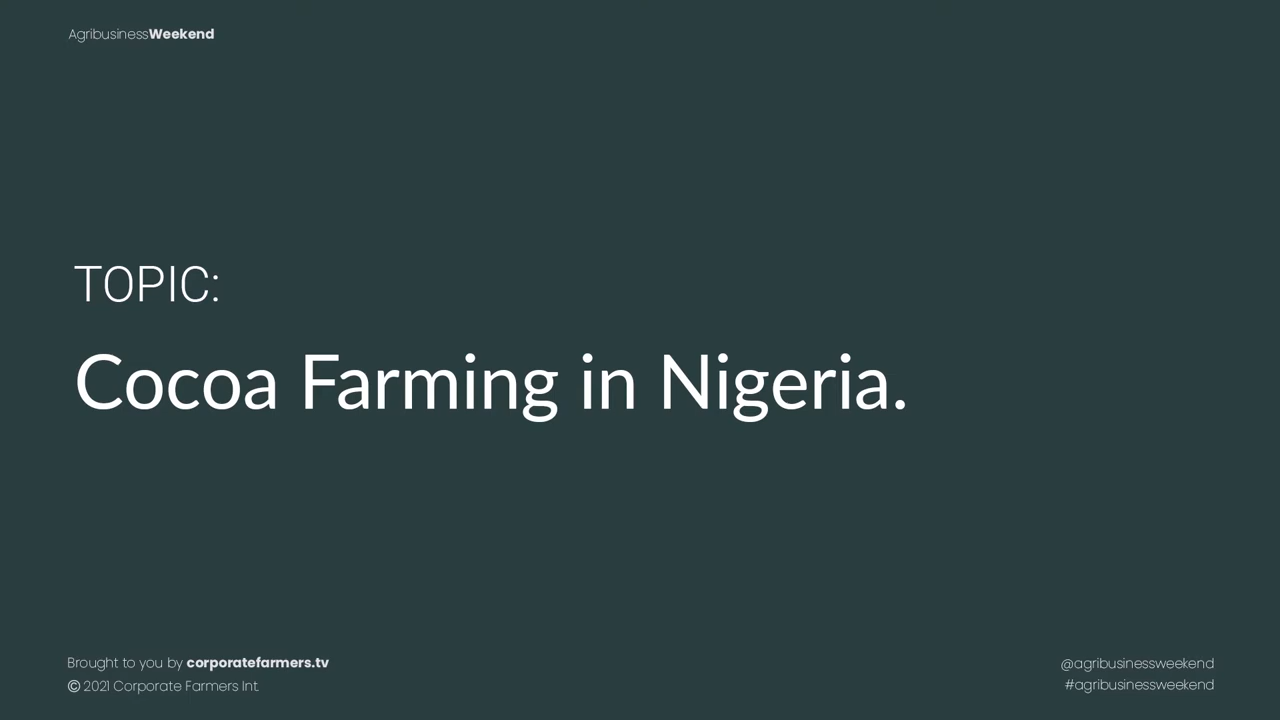 AgribusinessWeekend
TOPIC:
Cocoa Farming in Nigeria.
Brought to you by corporatefarmers.tv
© 2021 Corporate Farmers Int.
@agribusinessweekend
#agribusinessweekend